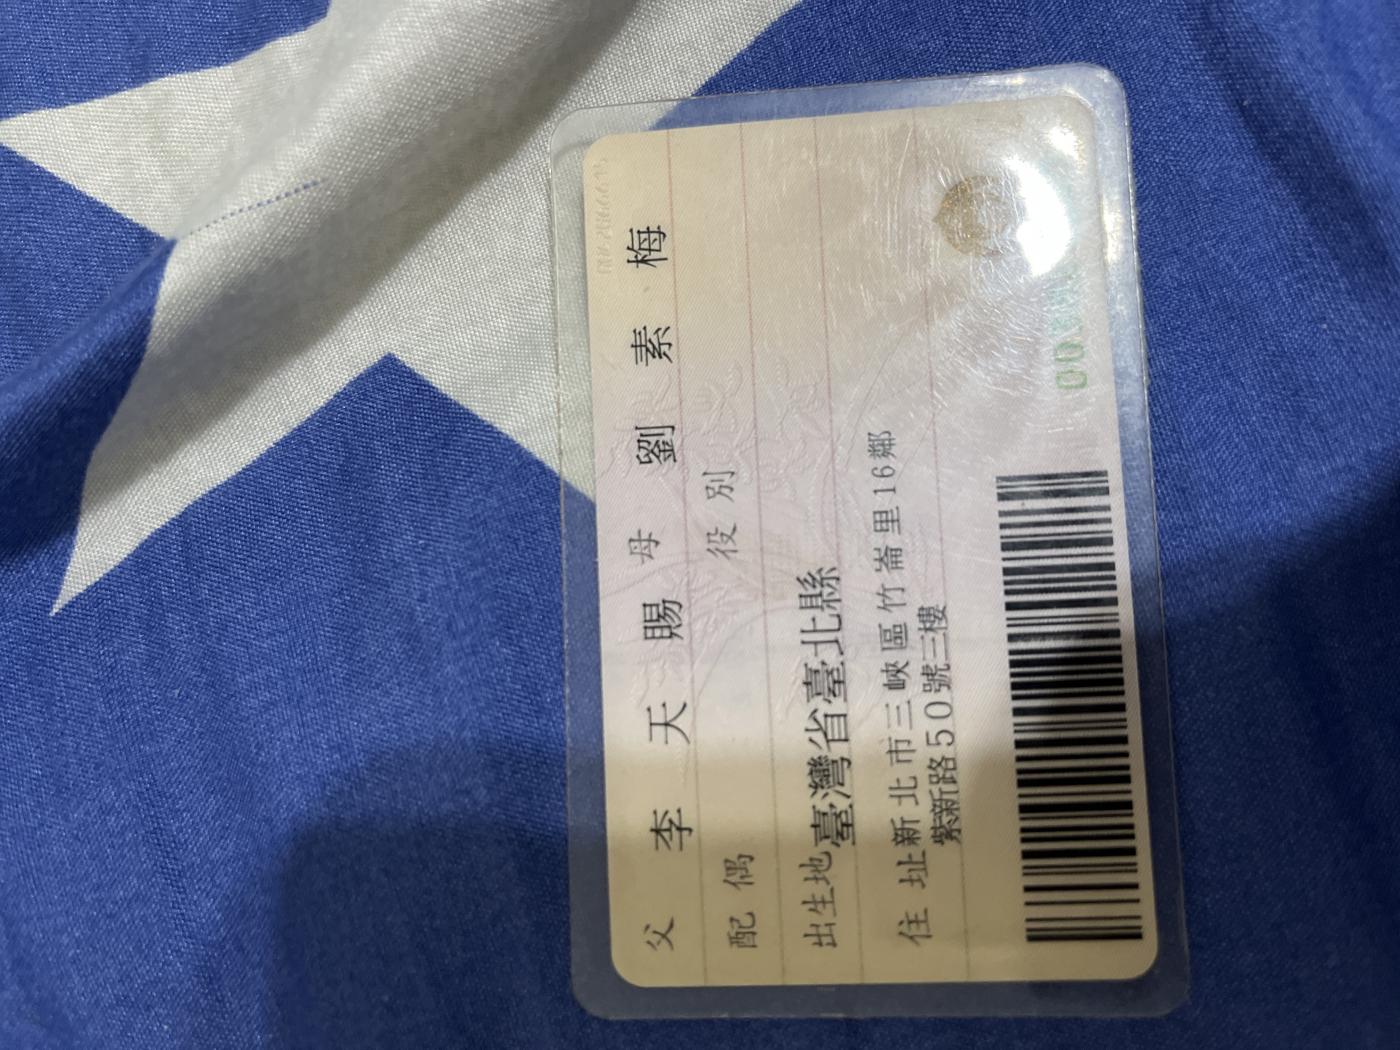 父 李天賜 母 劉素梅
配偶 役別
出生地 臺灣省臺北縣
住址 新北市三峽區竹崙里16鄰
紫新路50號三樓